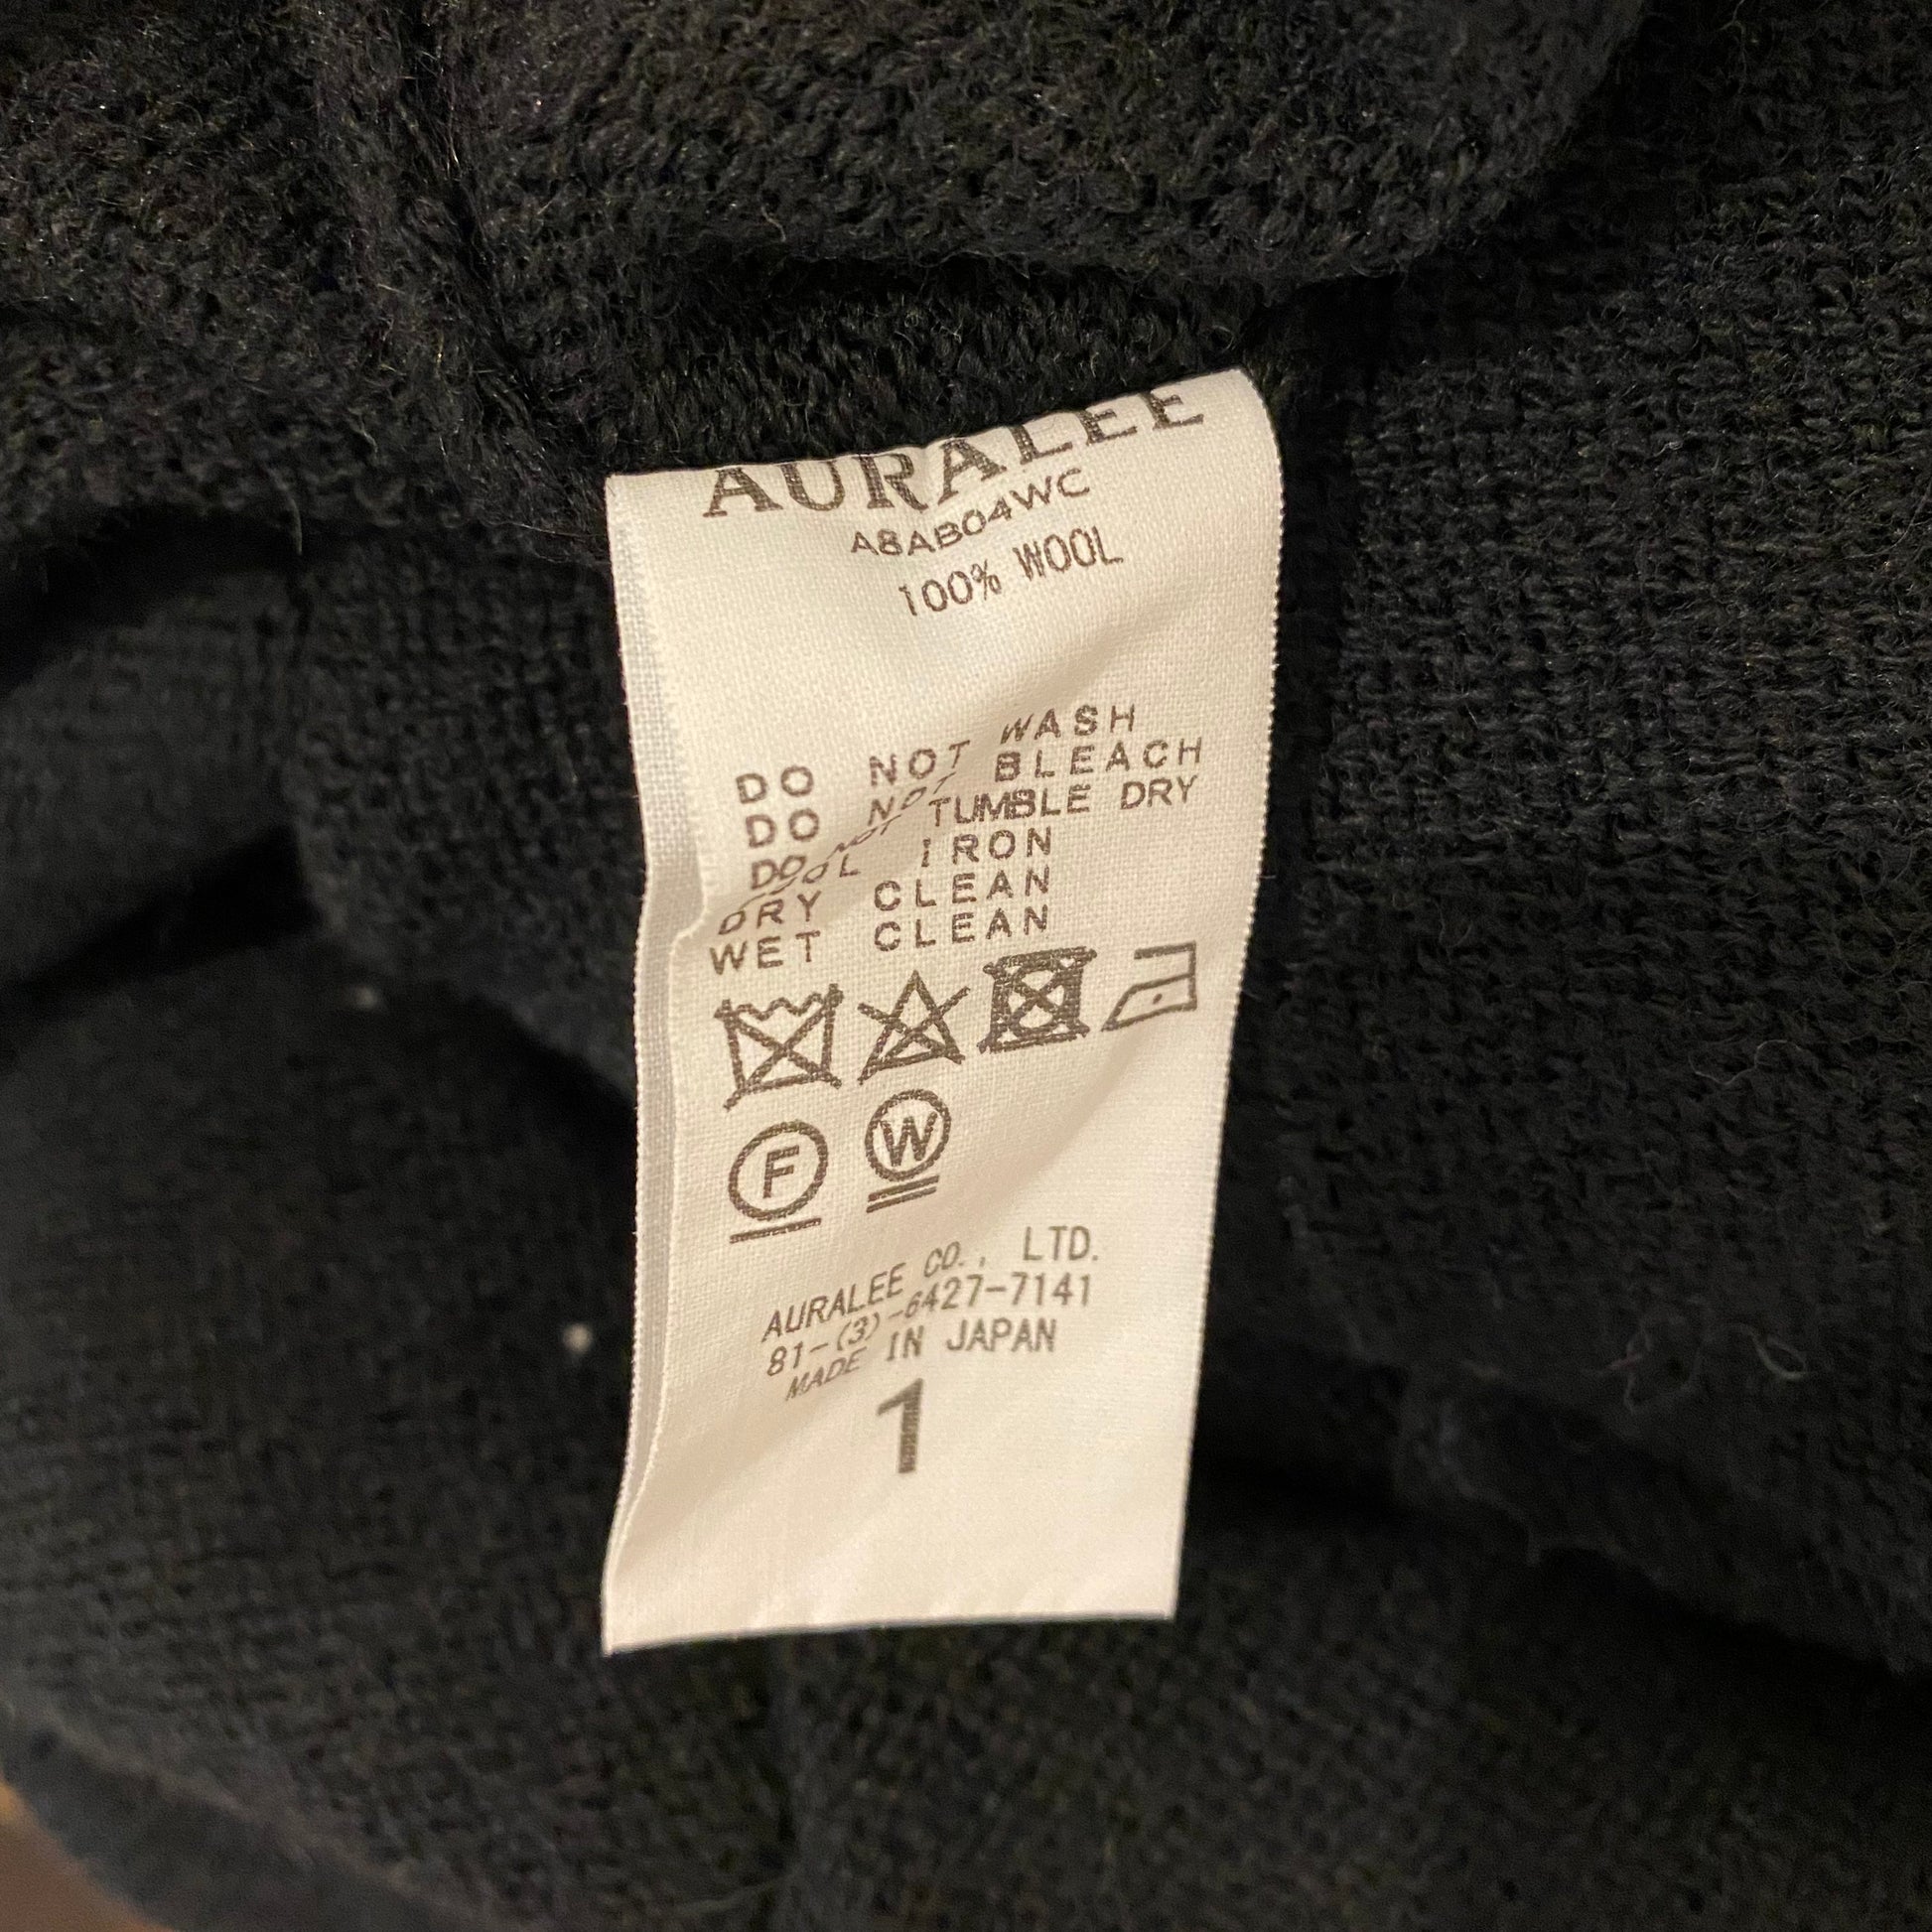 AURALEE
A8AB04WC
100% WOOL
DO NOT WASH
DO NOT BLEACH
DO NOT TUMBLE DRY
COOL IRON
DRY CLEAN
WET CLEAN
F W
AURALEE CO., LTD.
81-(3)-6427-7141
MADE IN JAPAN
1